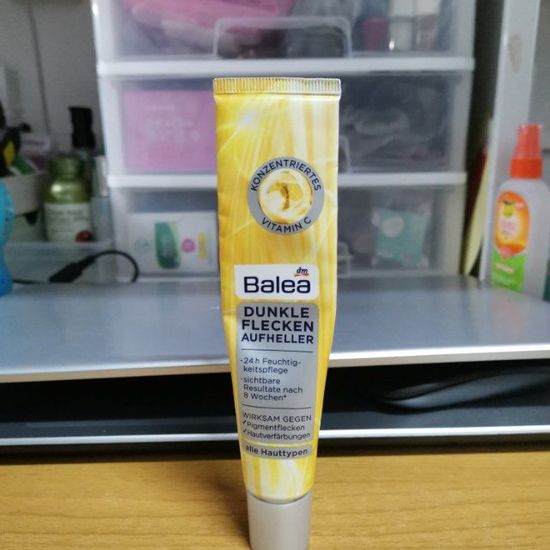 KONZENTRIERTES
VITAMIN C
dm
Balea
DUNKLE
FLECKEN
AUFHELLER
· 24h Feuchtig-
keitspflege
· sichtbare
Resultate nach
8 Wochen*
WIRKSAM GEGEN
✓Pigmentflecken
✓Hautverfärbungen
alle Hauttypen